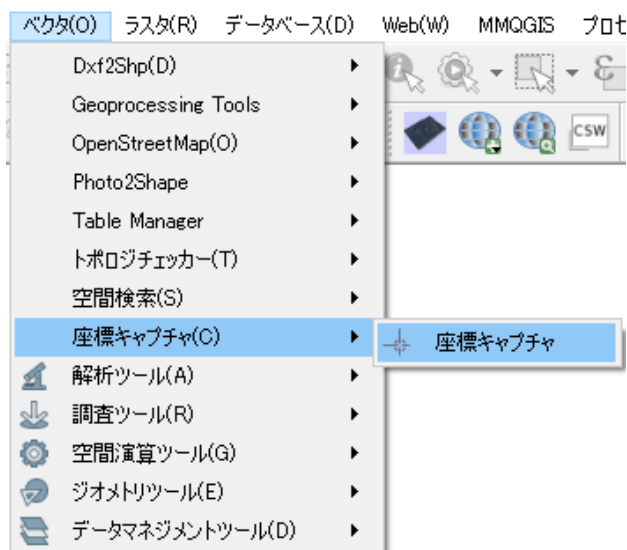 ベクタ(O) ラスタ(R) データベース(D) Web(W) MMQGIS プロセ
Dxf2Shp(D)
Geoprocessing Tools
OpenStreetMap(O)
CSW
Photo2Shape
Table Manager
トポロジチェッカー(T)
空間検索(S)
座標キャプチャ(C)
座標キャプチャ
解析ツール(A)
調査ツール(R)
空間演算ツール(G)
ジオメトリツール(E)
データマネジメントツール(D)